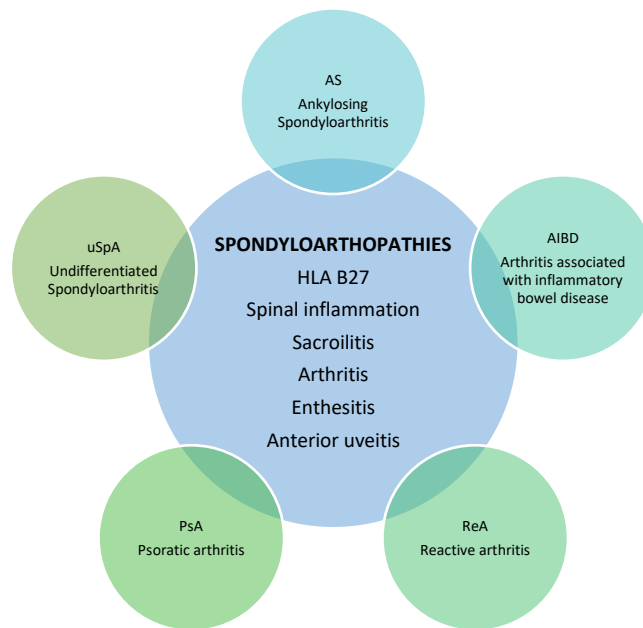 AS
Ankylosing
Spondyloarthritis
uSpA
Undifferentiated
Spondyloarthritis
SPONDYLOARTHOPATHIES
HLA B27
Spinal inflammation
Sacroilitis
Arthritis
Enthesitis
Anterior uveitis
AIBD
Arthritis associated
with inflammatory
bowel disease
PsA
Psoratic arthritis
ReA
Reactive arthritis